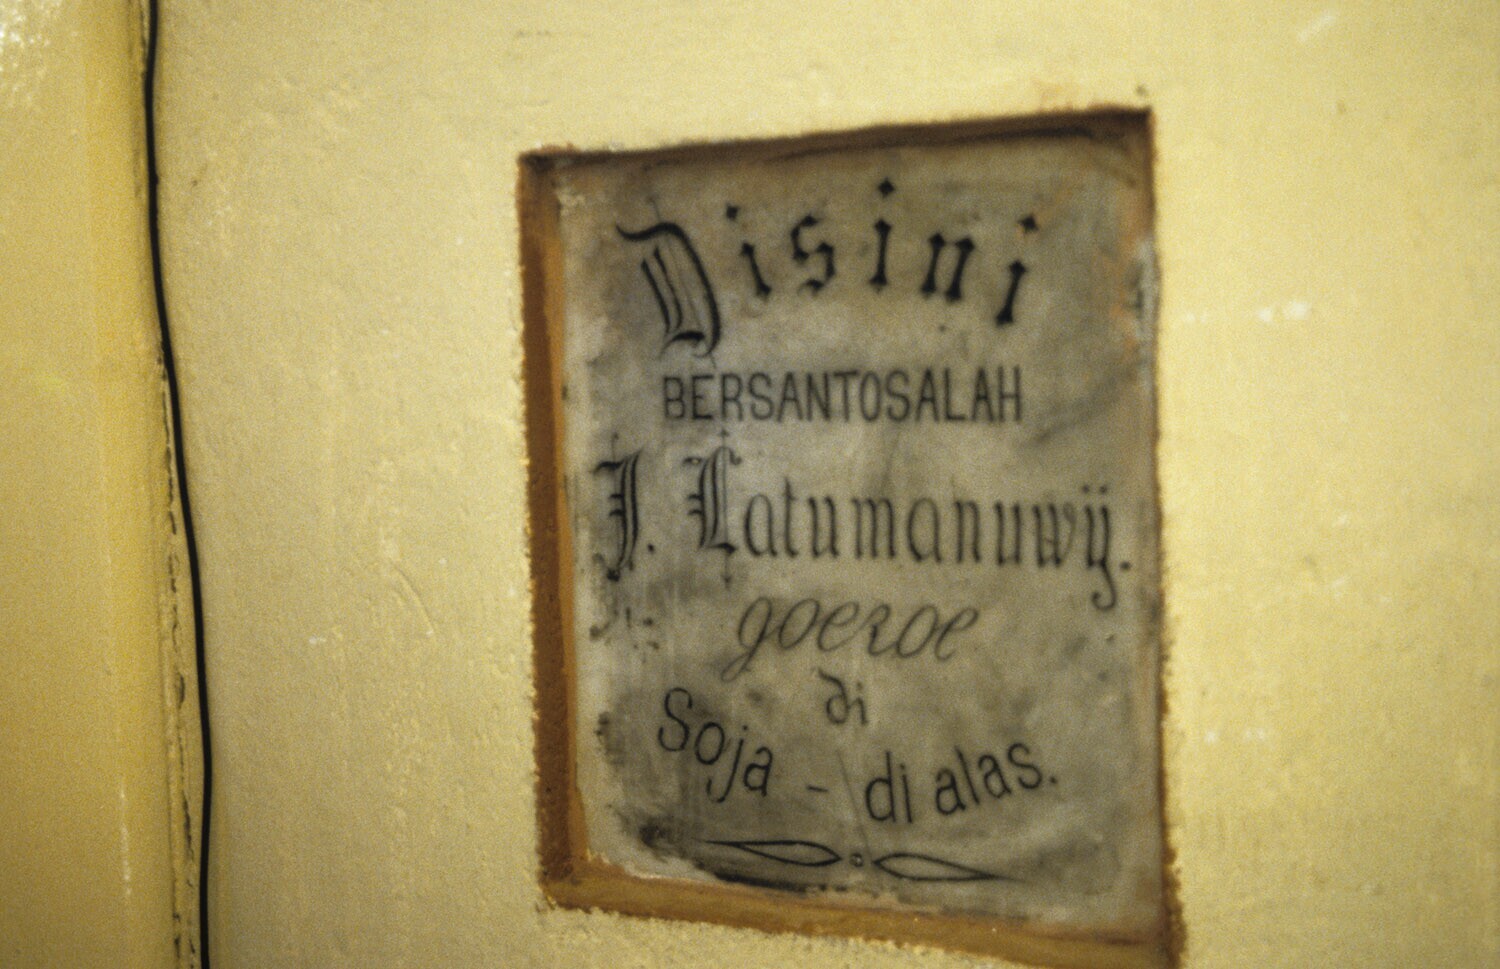 Disini
BERSANTOSALAH
J. Latumanuwij.
goeroe
di
Soja - di alas.